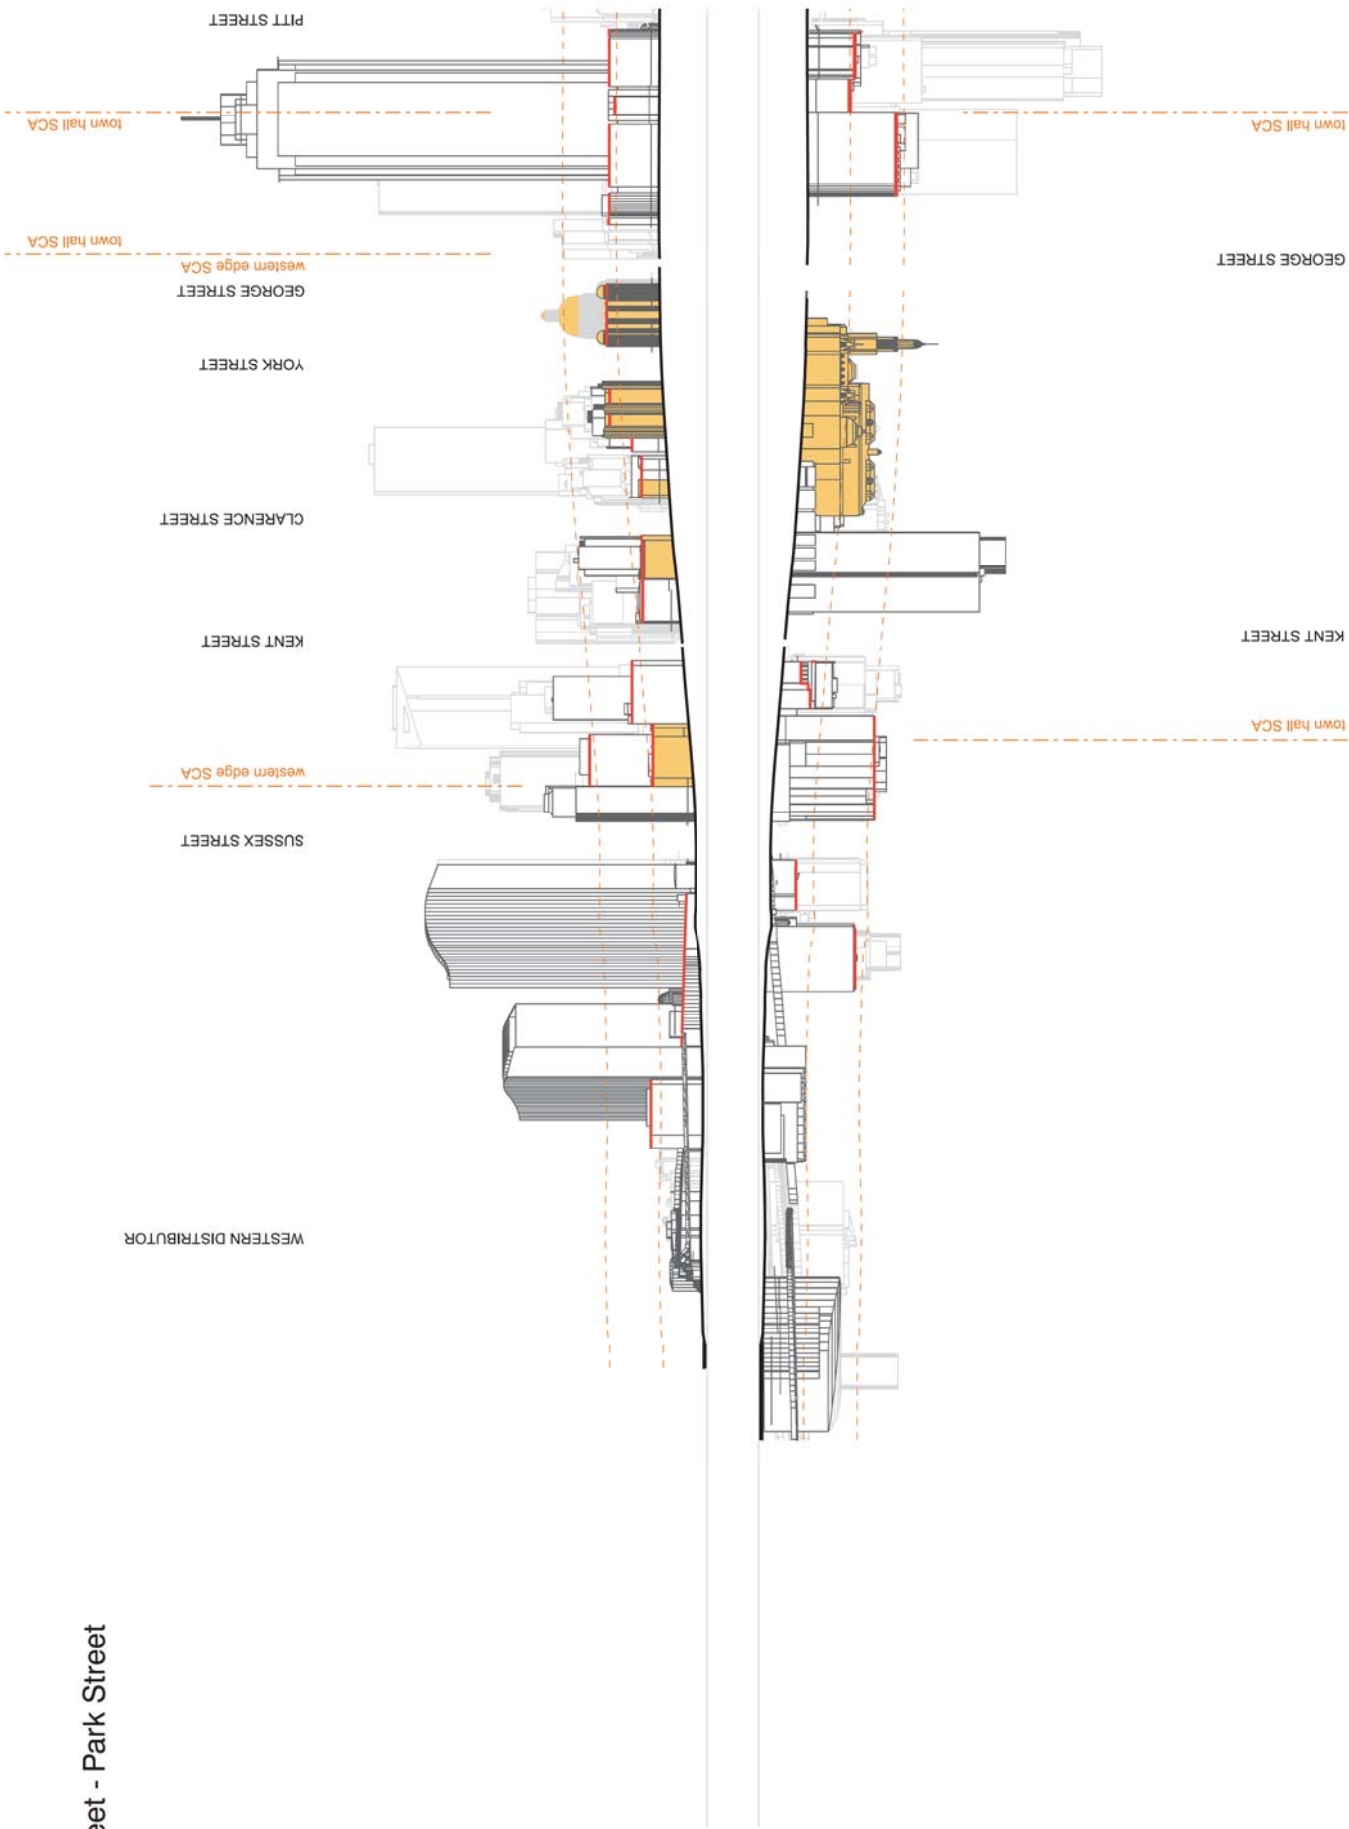 PITT STREET
town hall SCA
town hall SCA
town hall SCA
western edge SCA
GEORGE STREET
GEORGE STREET
YORK STREET
CLARENCE STREET
KENT STREET
KENT STREET
town hall SCA
western edge SCA
SUSSEX STREET
WESTERN DISTRIBUTOR
eet - Park Street